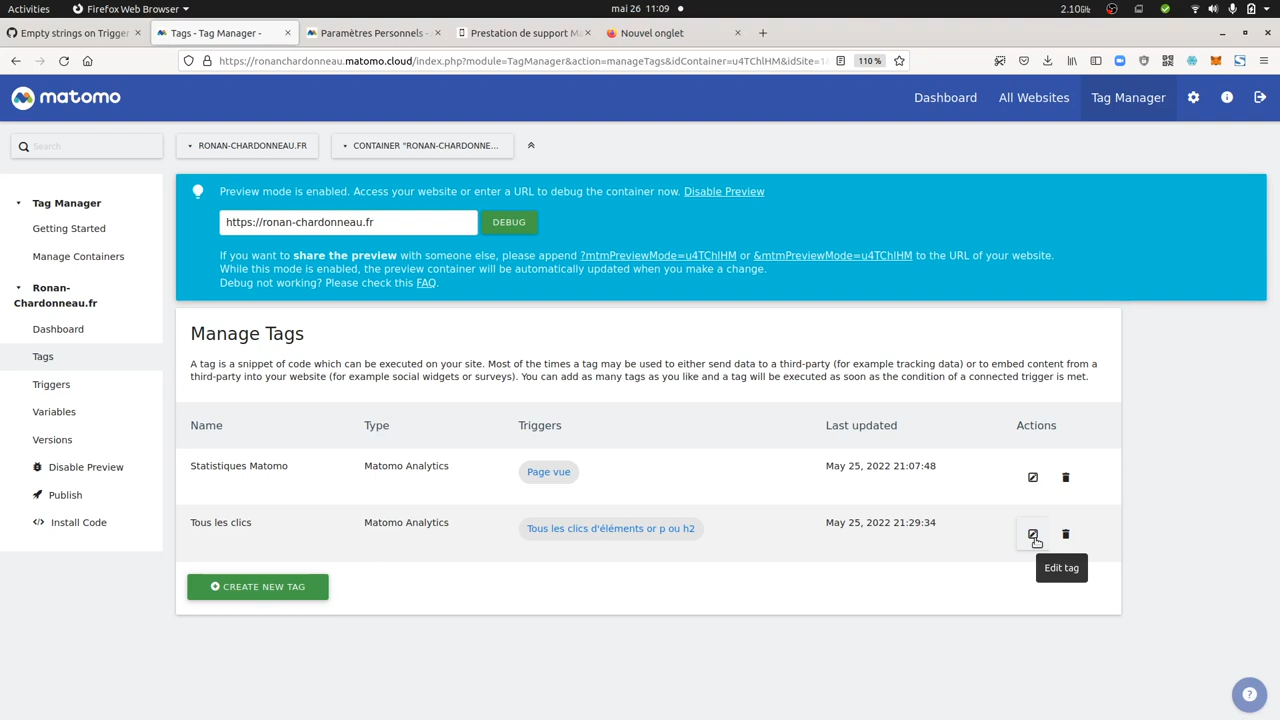 Activities
Firefox Web Browser
mai 26 11:09
2.10 GHz
Empty strings on Trigger
Tags - Tag Manager -
Paramètres Personnels -
Prestation de support Ma
Nouvel onglet
https://ronanchardonneau.matomo.cloud/index.php?module=TagManager&action=manageTags&idContainer=u4TChlHM&idSite=1
110 %
matomo
Dashboard
All Websites
Tag Manager
Search
RONAN-CHARDONNEAU.FR
CONTAINER "RONAN-CHARDONNE...
Tag Manager
Getting Started
Manage Containers
Ronan-
Chardonneau.fr
Dashboard
Tags
Triggers
Variables
Versions
Disable Preview
Publish
Install Code
Preview mode is enabled. Access your website or enter a URL to debug the container now. Disable Preview
https://ronan-chardonneau.fr
DEBUG
If you want to share the preview with someone else, please append ?mtmPreviewMode=u4TChlHM or &mtmPreviewMode=u4TChlHM to the URL of your website.
While this mode is enabled, the preview container will be automatically updated when you make a change.
Debug not working? Please check this FAQ.
Manage Tags
A tag is a snippet of code which can be executed on your site. Most of the times a tag may be used to either send data to a third-party (for example tracking data) or to embed content from a
third-party into your website (for example social widgets or surveys). You can add as many tags as you like and a tag will be executed as soon as the condition of a connected trigger is met.
Name Type Triggers Last updated Actions
Statistiques Matomo Matomo Analytics Page vue May 25, 2022 21:07:48
Tous les clics Matomo Analytics Tous les clics d'éléments or p ou h2 May 25, 2022 21:29:34
Edit tag
CREATE NEW TAG
?